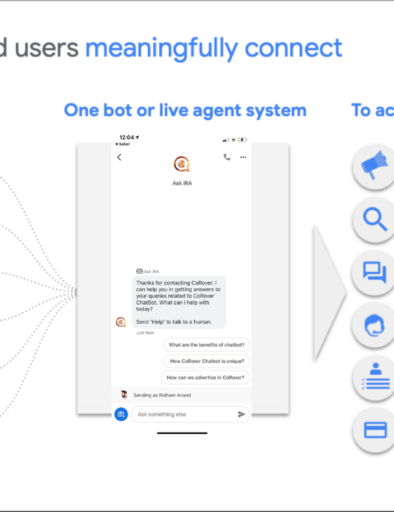 d users meaningfully connect
One bot or live agent system
To ac
12:04
Safari
Ask iRA
Ask iRA
Thanks for contacting CoRover. I
can help you in getting answers to
your queries related to CoRover
ChatBot. What can I help with
today?
Send 'Help' to talk to a human.
Just Now
What are the benefits of chatbot?
How CoRover Chatbot is unique?
How can we advertise in CoRover?
Sending as Ridham Anand
Ask something else